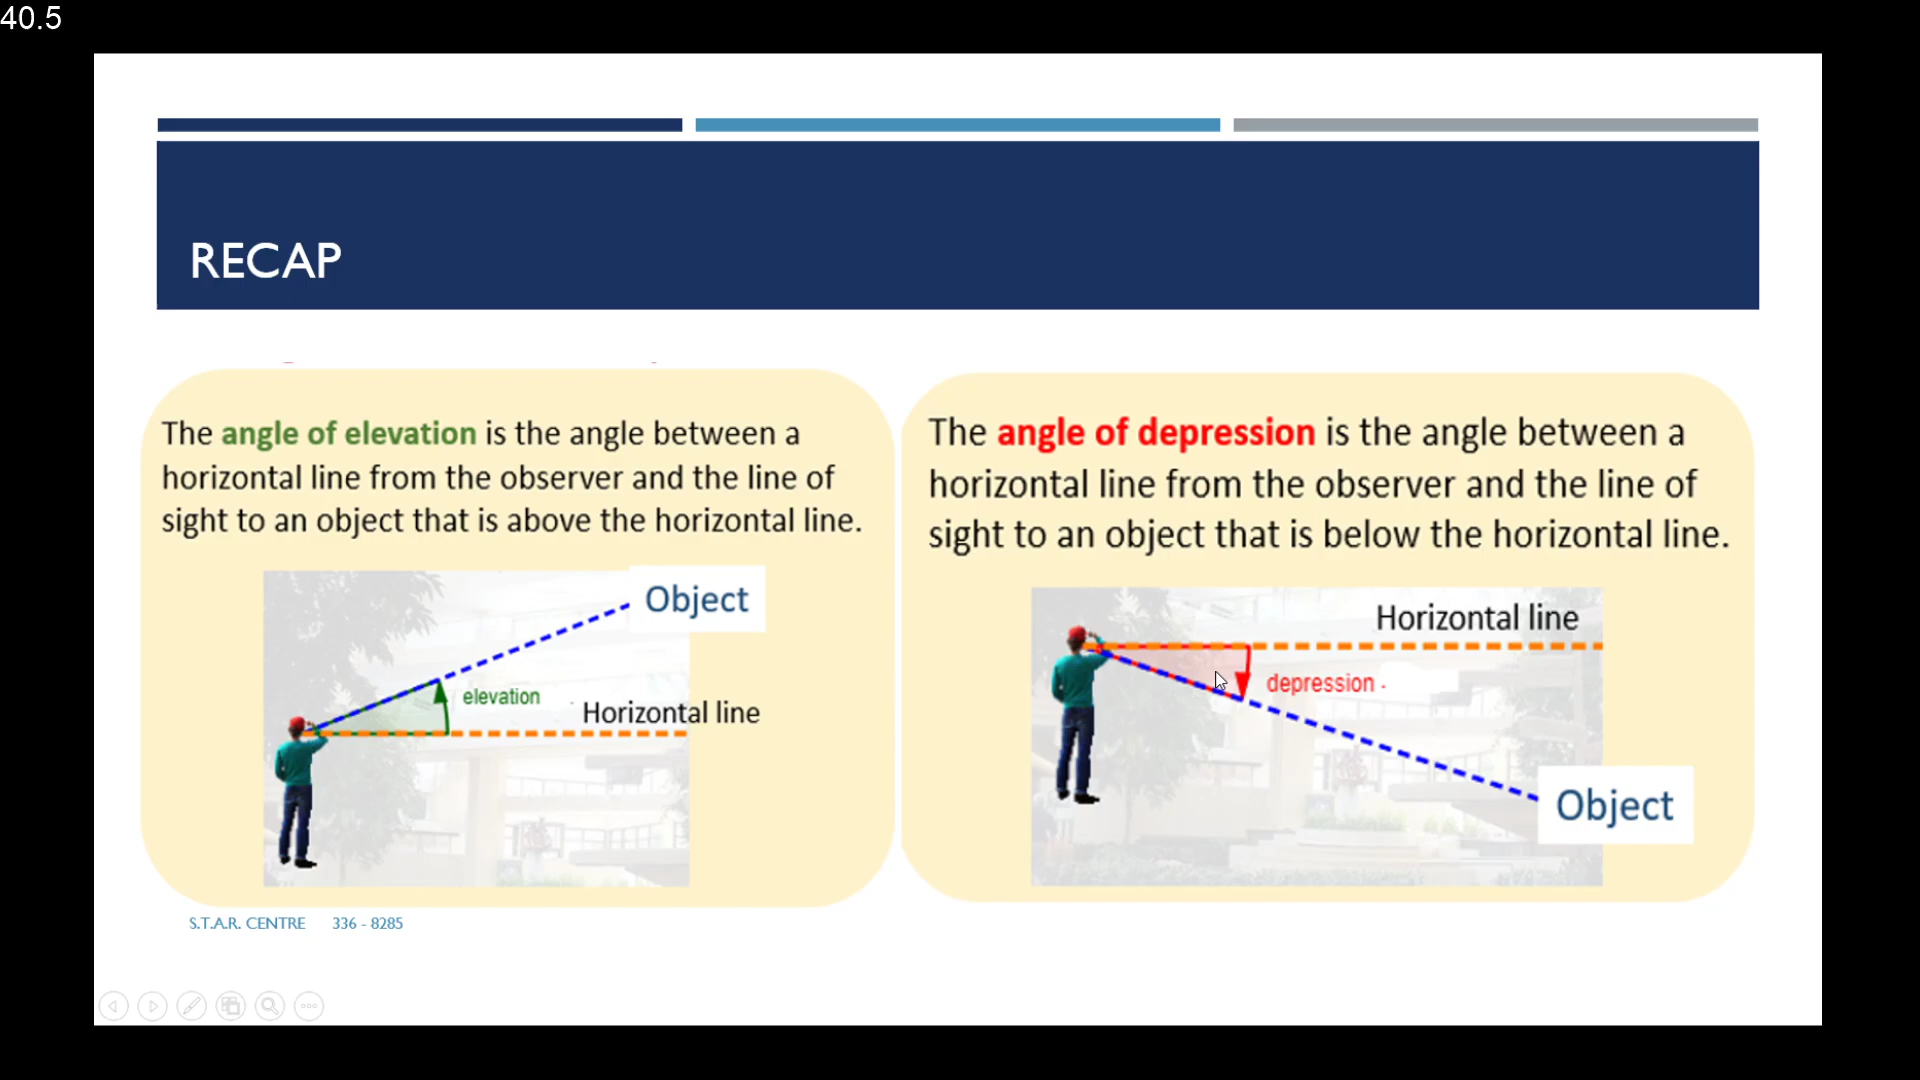 40.5
RECAP
The angle of elevation is the angle between a
horizontal line from the observer and the line of
sight to an object that is above the horizontal line.
Object
elevation
Horizontal line
The angle of depression is the angle between a
horizontal line from the observer and the line of
sight to an object that is below the horizontal line.
Horizontal line
depression -
Object
S.T.A.R. CENTRE 336 - 8285